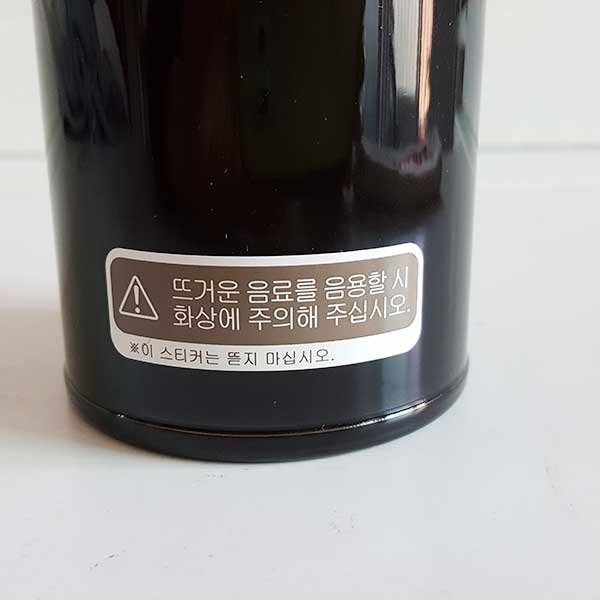 뜨거운 음료를 음용할 시
화상에 주의해 주십시오.
※이 스티커는 뜯지 마십시오.